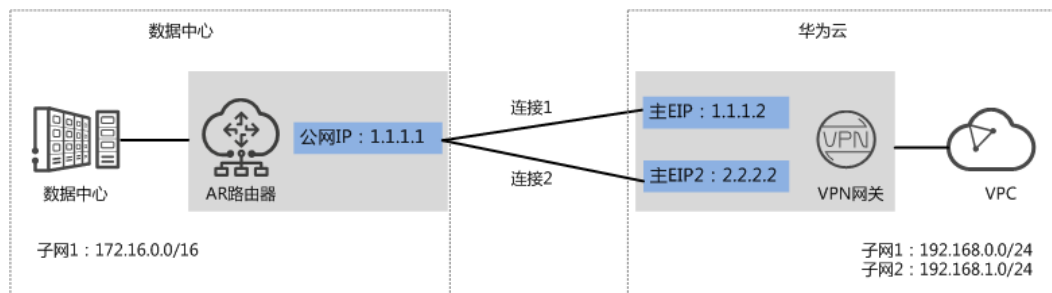 数据中心
华为云
公网IP：1.1.1.1
连接1
连接2
主EIP：1.1.1.2
主EIP2：2.2.2.2
VPN
数据中心
AR路由器
VPN网关
VPC
子网1：172.16.0.0/16
子网1：192.168.0.0/24
子网2：192.168.1.0/24